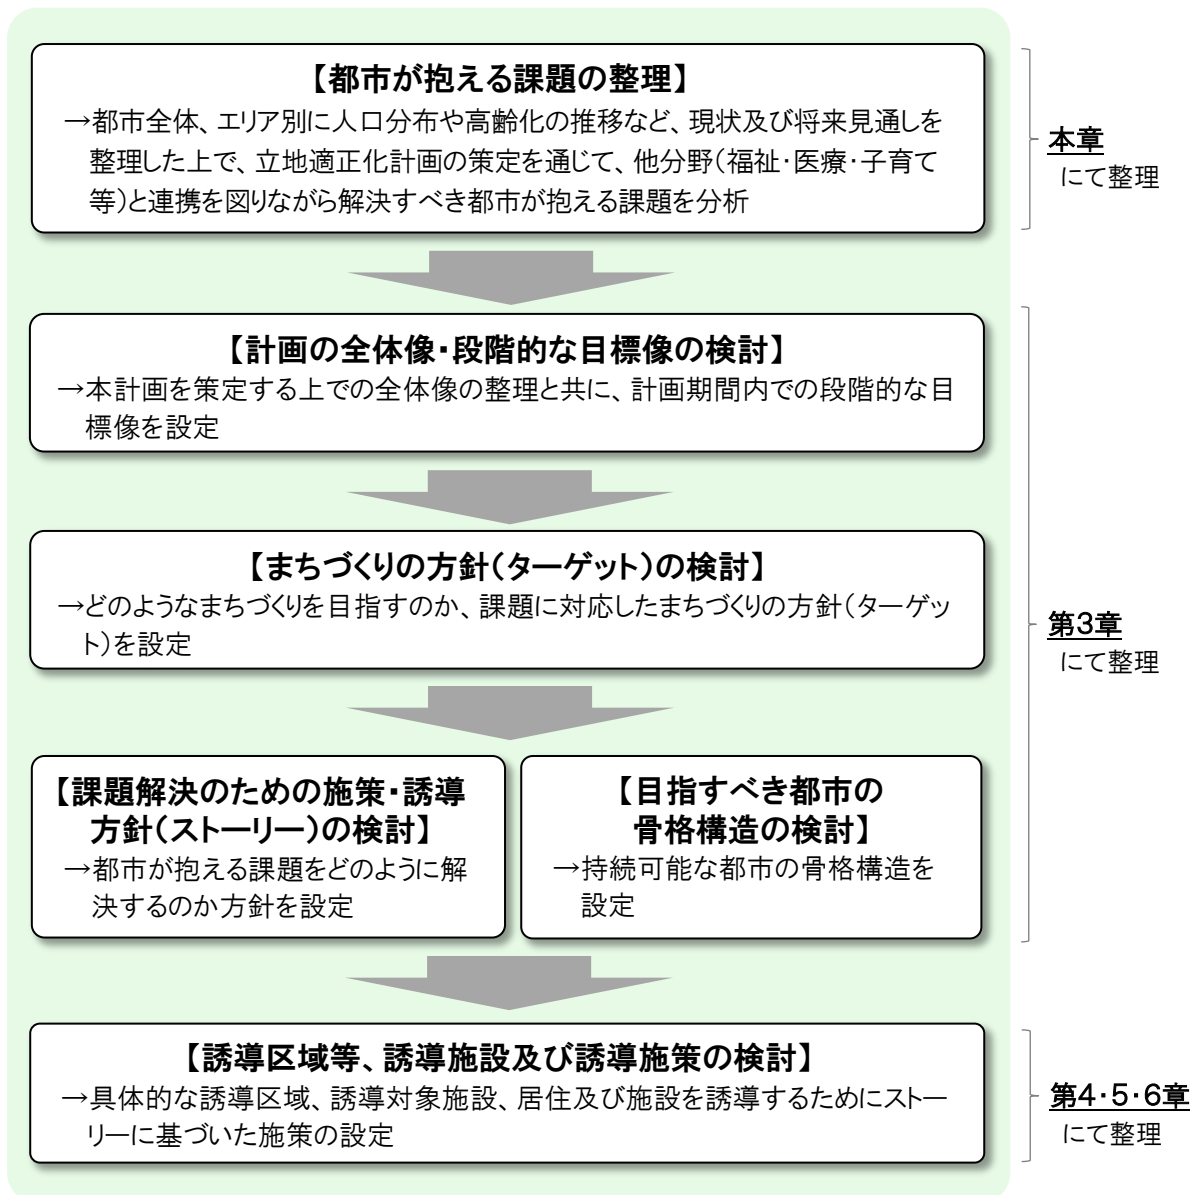 【都市が抱える課題の整理】
→都市全体、エリア別に人口分布や高齢化の推移など、現状及び将来見通しを
整理した上で、立地適正化計画の策定を通じて、他分野（福祉・医療・子育て
等）と連携を図りながら解決すべき都市が抱える課題を分析
本章
にて整理
【計画の全体像・段階的な目標像の検討】
→本計画を策定する上での全体像の整理と共に、計画期間内での段階的な目
標像を設定
【まちづくりの方針（ターゲット）の検討】
→どのようなまちづくりを目指すのか、課題に対応したまちづくりの方針（ターゲッ
ト）を設定
第3章
にて整理
【課題解決のための施策・誘導
方針（ストーリー）の検討】
→都市が抱える課題をどのように解
決するのか方針を設定
【目指すべき都市の
骨格構造の検討】
→持続可能な都市の骨格構造を
設定
【誘導区域等、誘導施設及び誘導施策の検討】
→具体的な誘導区域、誘導対象施設、居住及び施設を誘導するためにストー
リーに基づいた施策の設定
第4・5・6章
にて整理